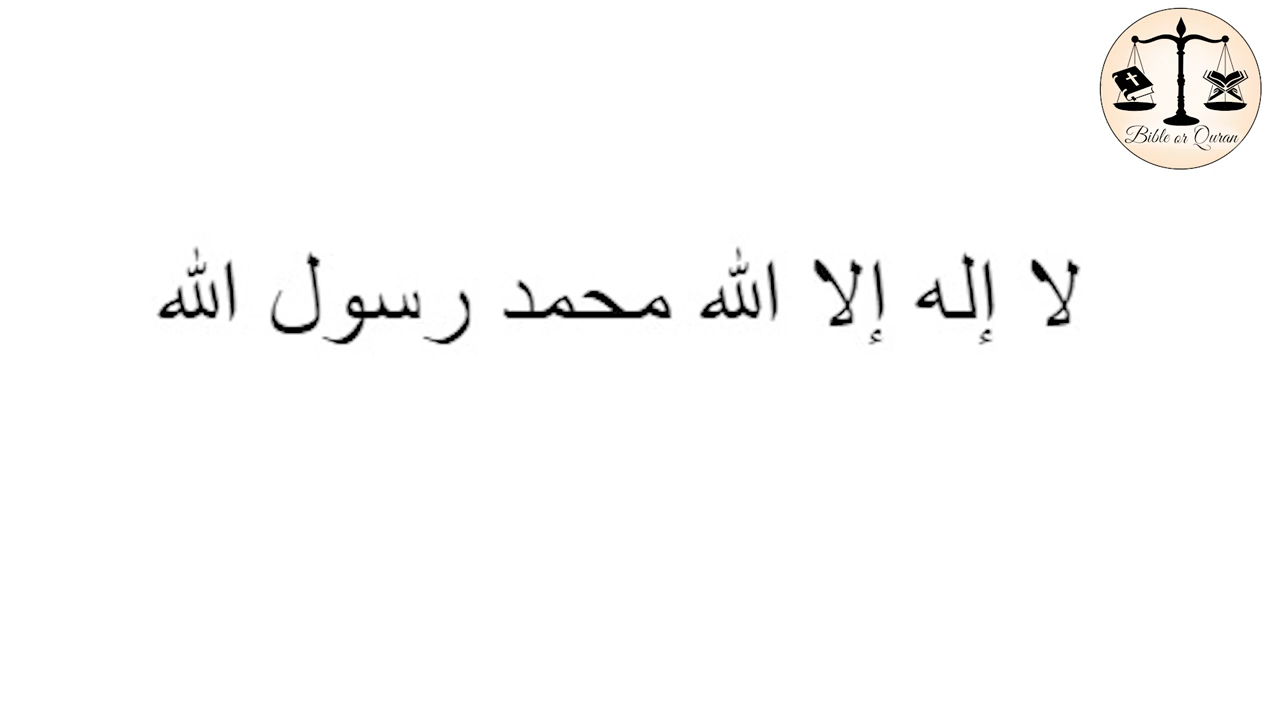 Bible or Quran
لا إله إلا الله محمد رسول الله